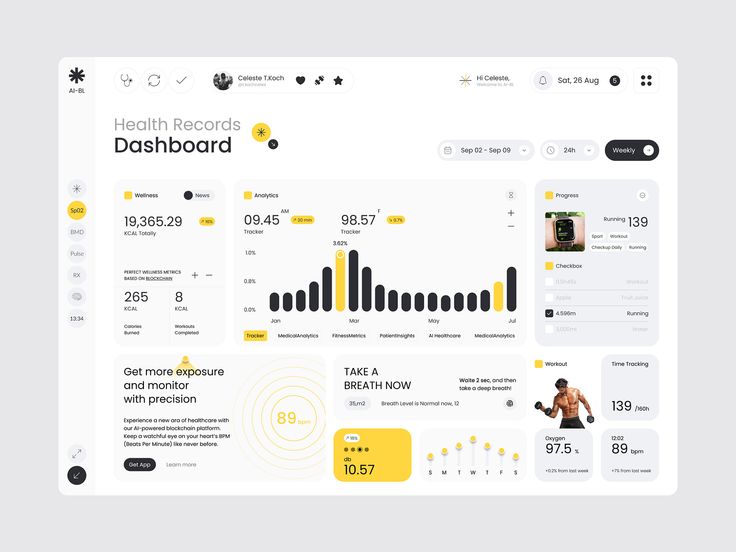 AI-BL
Celeste T.Koch
Hi Celeste,
Welcome to AI-BL
Sat, 26 Aug
5
Health Records
Dashboard
Sep 02 - Sep 09
24h
Weekly
Sp02
BMD
Pulse
RX
13:34
Wellness
News
19,365.29
16%
KCAL Totally
PERFECT WELLNESS METRICS
BASED ON BLOCKCHAIN
265
8
KCAL
KCAL
Calories
Burned
Workouts
Completed
Analytics
09.45 AM
20 min
Tracker
98.57 F
0.7%
Tracker
3.62%
1.0%
0.8%
0.0%
Jan
Mar
May
Jul
Tracker
MedicalAnalytics
FitnessMetrics
PatientInsights
AI Healthcare
MedicalAnalytics
Progress
Running 139
Sport
Workout
Checkup Daily
Running
Checkbox
Workout
Apple
Fruit Juice
4.596m
Running
3,000ms
Water
Get more exposure
and monitor
with precision
Experience a new ara of healthcare with
our AI-powered blockchain platform.
Keep a watchful eye on your heart's BPM
(Beats Per Minute) like never before.
Get App
Learn more
89 bpm
TAKE A
BREATH NOW
Waite 2 sec, and then
take a deep breath!
35,m2
Breath Level is Normal now, 12
16%
db
10.57
S M T W T F S
Workout
Time Tracking
139 /160h
Oxygen
97.5 %
+0.2% from last week
12:02
89 bpm
+7% from last week